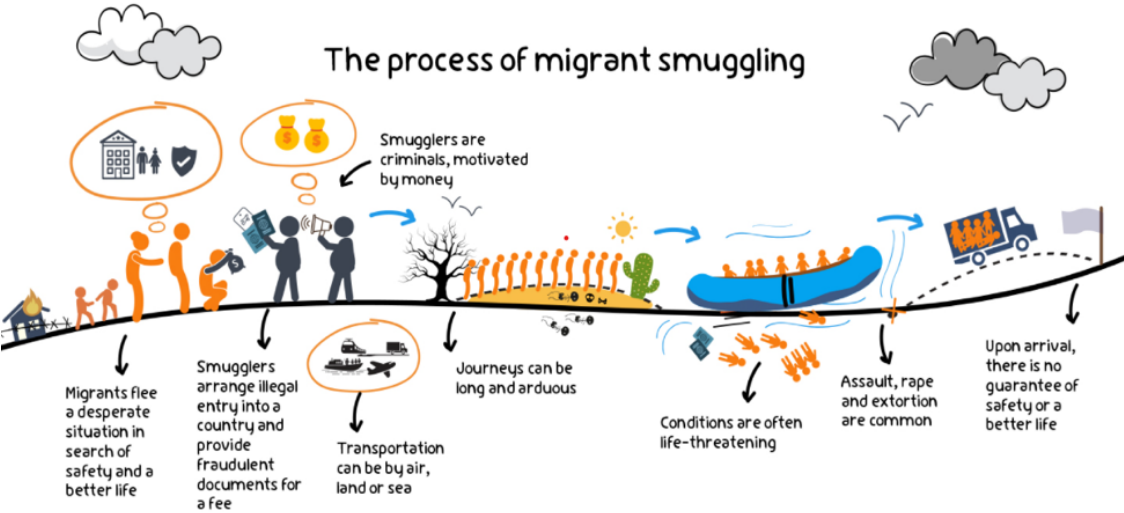 The process of migrant smuggling
Smugglers are
criminals, motivated
by money
Migrants flee
a desperate
situation in
search of
safety and a
better life
Smugglers
arrange illegal
entry into a
country and
provide
fraudulent
documents for
a fee
Transportation
can be by air,
land or sea
Journeys can be
long and arduous
Conditions are often
life-threatening
Assault, rape
and extortion
are common
Upon arrival,
there is no
guarantee of
safety or a
better life